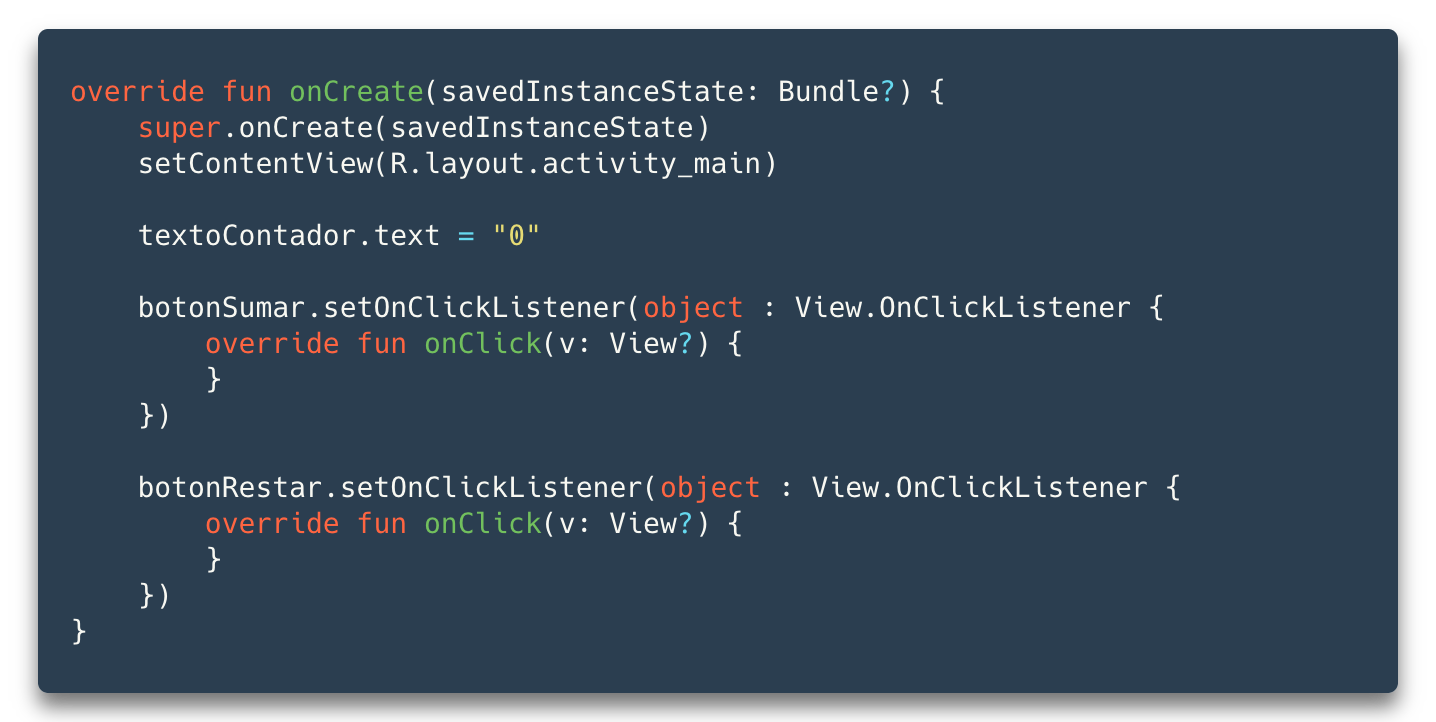 override fun onCreate(savedInstanceState: Bundle?) {
    super.onCreate(savedInstanceState)
    setContentView(R.layout.activity_main)

    textoContador.text = "0"

    botonSumar.setOnClickListener(object : View.OnClickListener {
        override fun onClick(v: View?) {
        }
    })

    botonRestar.setOnClickListener(object : View.OnClickListener {
        override fun onClick(v: View?) {
        }
    })
}